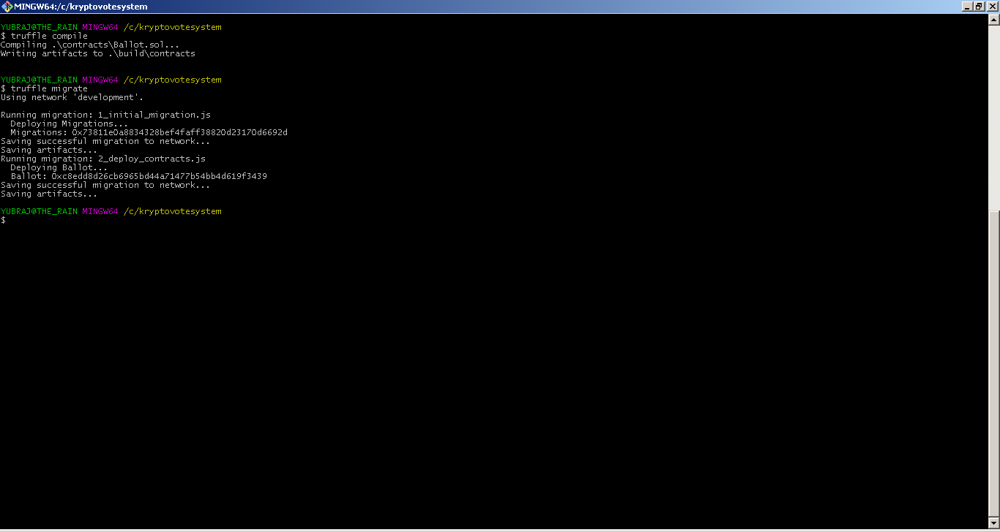 MINGW64:/c/kryptovotesystem
YUBRAJ@THE_RAIN MINGW64 /c/kryptovotesystem
$ truffle compile
Compiling .\contracts\Ballot.sol...
Writing artifacts to .\build\contracts
YUBRAJ@THE_RAIN MINGW64 /c/kryptovotesystem
$ truffle migrate
Using network 'development'.
Running migration: 1_initial_migration.js
Deploying Migrations...
Migrations: 0x73811e0a8834328bef4faff38820d23170d6692d
Saving successful migration to network...
Saving artifacts...
Running migration: 2_deploy_contracts.js
Deploying Ballot...
Ballot: 0xc8edd8d26cb6965bd44a71477b54bb4d619f3439
Saving successful migration to network...
Saving artifacts...
YUBRAJ@THE_RAIN MINGW64 /c/kryptovotesystem
$